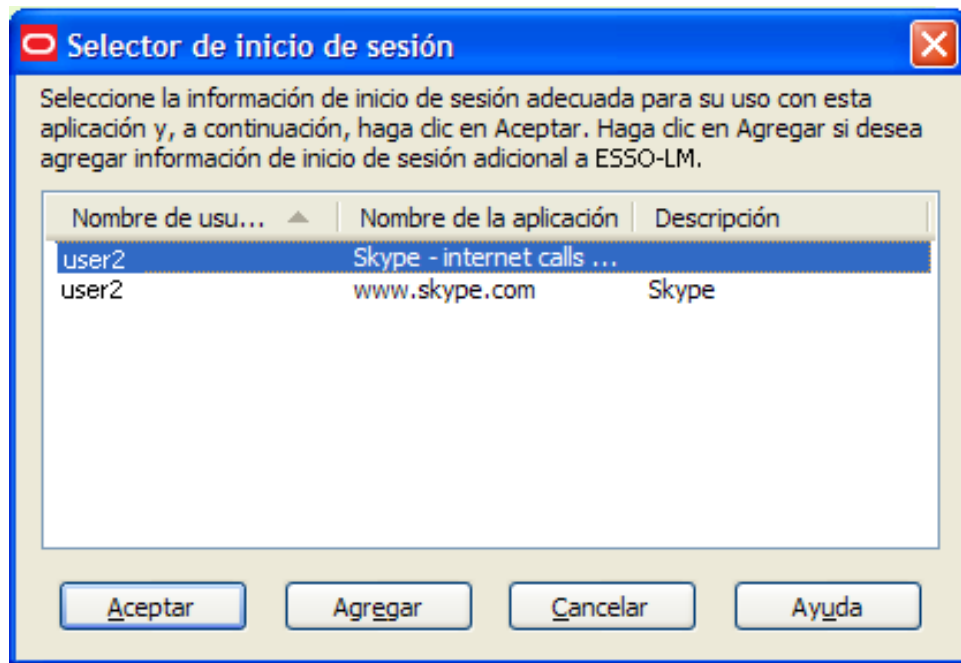 Selector de inicio de sesión
Seleccione la información de inicio de sesión adecuada para su uso con esta
aplicación y, a continuación, haga clic en Aceptar. Haga clic en Agregar si desea
agregar información de inicio de sesión adicional a ESSO-LM.
Nombre de usu... Nombre de la aplicación Descripción
user2 Skype - internet calls ...
user2 www.skype.com Skype
Aceptar Agregar Cancelar Ayuda